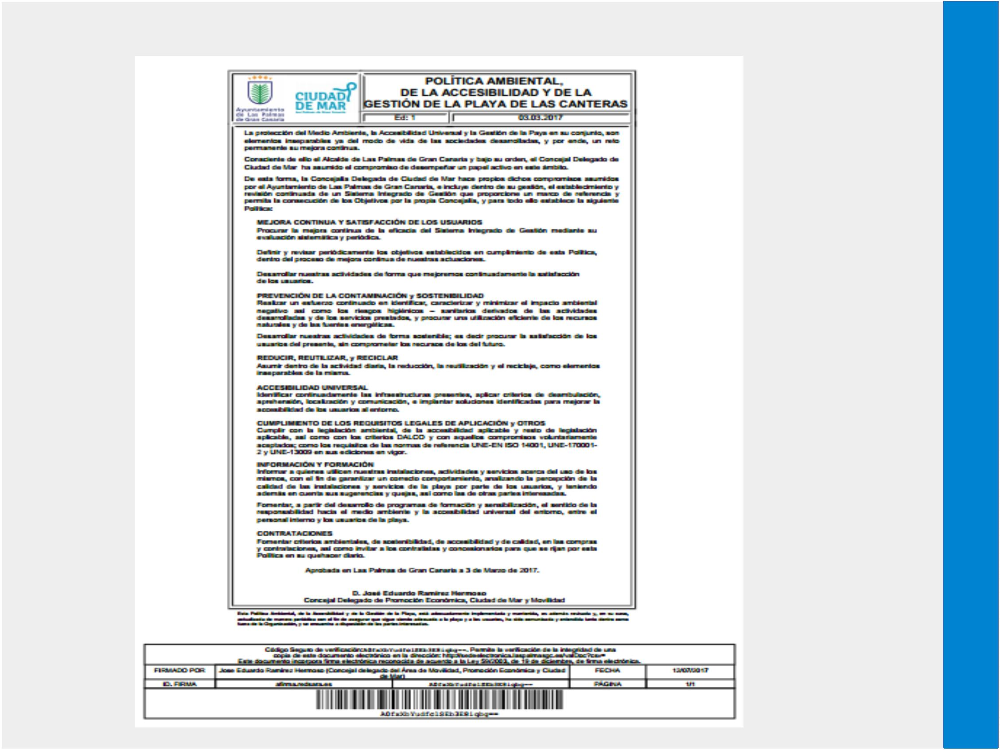 Ayuntamiento
de Las Palmas
de Gran Canaria
CIUDAD
DE MAR
Las Palmas de Gran Canaria
POLÍTICA AMBIENTAL,
DE LA ACCESIBILIDAD Y DE LA
GESTIÓN DE LA PLAYA DE LAS CANTERAS
Ed: 1
03.03.2017
La protección del Medio Ambiente, la Accesibilidad Universal y la Gestión de la Paya en su conjunto, son
elementos inseparables ya del modo de vida de las sociedades desarrolladas, y por ende, un reto
permanente su mejora continua.
Consciente de ello el Alcalde de Las Palmas de Gran Canaria y bajo su orden, el Concejal Delegado de
Ciudad de Mar ha asumido el compromiso de desempeñar un papel activo en este ámbito.
De esta forma, la Concejalía Delegada de Ciudad de Mar hace propios dichos compromisos asumidos
por el Ayuntamiento de Las Palmas de Gran Canaria, e incluye dentro de su gestión, el establecimiento y
revisión continuada de un Sistema Integrado de Gestión que proporcione un marco de referencia y
permita la consecución de los Objetivos por la propia Concejalía, y para todo ello establece la siguiente
Política:
MEJORA CONTINUA Y SATISFACCIÓN DE LOS USUARIOS
Procurar la mejora continua de la eficacia del Sistema Integrado de Gestión mediante su
evaluación sistemática y periódica.
Definir y revisar periódicamente los objetivos establecidos en cumplimiento de esta Política,
dentro del proceso de mejora continua de nuestras actuaciones.
Desarrollar nuestras actividades de forma que mejoremos continuadamente la satisfacción
de los usuarios.
PREVENCIÓN DE LA CONTAMINACIÓN y SOSTENIBILIDAD
Realizar un esfuerzo continuado en identificar, caracterizar y minimizar el impacto ambiental
negativo así como los riesgos higiénicos – sanitarios derivados de las actividades
desarrolladas y de los servicios prestados, y procurar una utilización eficiente de los recursos
naturales y de las fuentes energéticas.
Desarrollar nuestras actividades de forma sostenible; es decir procurar la satisfacción de los
usuarios del presente, sin comprometer los recursos de los del futuro.
REDUCIR, REUTILIZAR, y RECICLAR
Asumir dentro de la actividad diaria, la reducción, la reutilización y el reciclaje, como elementos
inseparables de la misma.
ACCESIBILIDAD UNIVERSAL
Identificar continuadamente las infraestructuras presentes, aplicar criterios de deambulación,
aprehensión, localización y comunicación, e implantar soluciones identificadas para mejorar la
accesibilidad de los usuarios al entorno.
CUMPLIMIENTO DE LOS REQUISITOS LEGALES DE APLICACIÓN y OTROS
Cumplir con la legislación ambiental, de la accesibilidad aplicable y resto de legislación
aplicable, así como con los criterios DALCO y con aquellos compromisos voluntariamente
aceptados; como los requisitos de las normas de referencia UNE-EN ISO 14001, UNE-170001-
2 y UNE-13009 en sus ediciones en vigor.
INFORMACIÓN Y FORMACIÓN
Informar a quienes utilicen nuestras instalaciones, actividades y servicios acerca del uso de los
mismos, con el fin de garantizar un correcto comportamiento, analizando la percepción de la
calidad de las instalaciones y servicios de la playa por parte de los usuarios, y teniendo
además en cuenta sus sugerencias y quejas, así como las de otras partes interesadas.
Fomentar, a partir del desarrollo de programas de formación y sensibilización, el sentido de la
responsabilidad hacia el medio ambiente y la accesibilidad universal del entorno, entre el
personal interno y los usuarios de la playa.
CONTRATACIONES
Fomentar criterios ambientales, de sostenibilidad, de accesibilidad y de calidad, en las compras
y contrataciones, así como invitar a los contratistas y concesionarios para que se rijan por esta
Política en su quehacer diario.
Aprobada en Las Palmas de Gran Canaria a 3 de Marzo de 2017.
D. José Eduardo Ramírez Hermoso
Concejal Delegado de Promoción Económica, Ciudad de Mar y Movilidad
Esta Política Ambiental, de la Accesibilidad y de la Gestión de la Playa, está adecuadamente implementada y mantenida, es además revisada y, en su caso,
actualizada de manera periódica con el fin de asegurar que sigue siendo adecuada a la playa y a los usuarios, ha sido comunicada y entendida tanto dentro como
fuera de la Organización, y se encuentra a disposición de las partes interesadas.
Código Seguro de verificación: Permite la verificación de la integridad de una
copia de este documento electrónico en la dirección: http://sedeelectronica.laspalmasgc.es/valDoc?csv=
Este documento incorpora firma electrónica reconocida de acuerdo a la Ley 59/2003, de 19 de diciembre, de firma electrónica.
FIRMADO POR
Jose Eduardo Ramírez Hermoso (Concejal delegado del Área de Movilidad, Promoción Económica y Ciudad
de Mar)
FECHA
12/07/2017
ID. FIRMA
afirma.redsara.es
PÁGINA
1/1